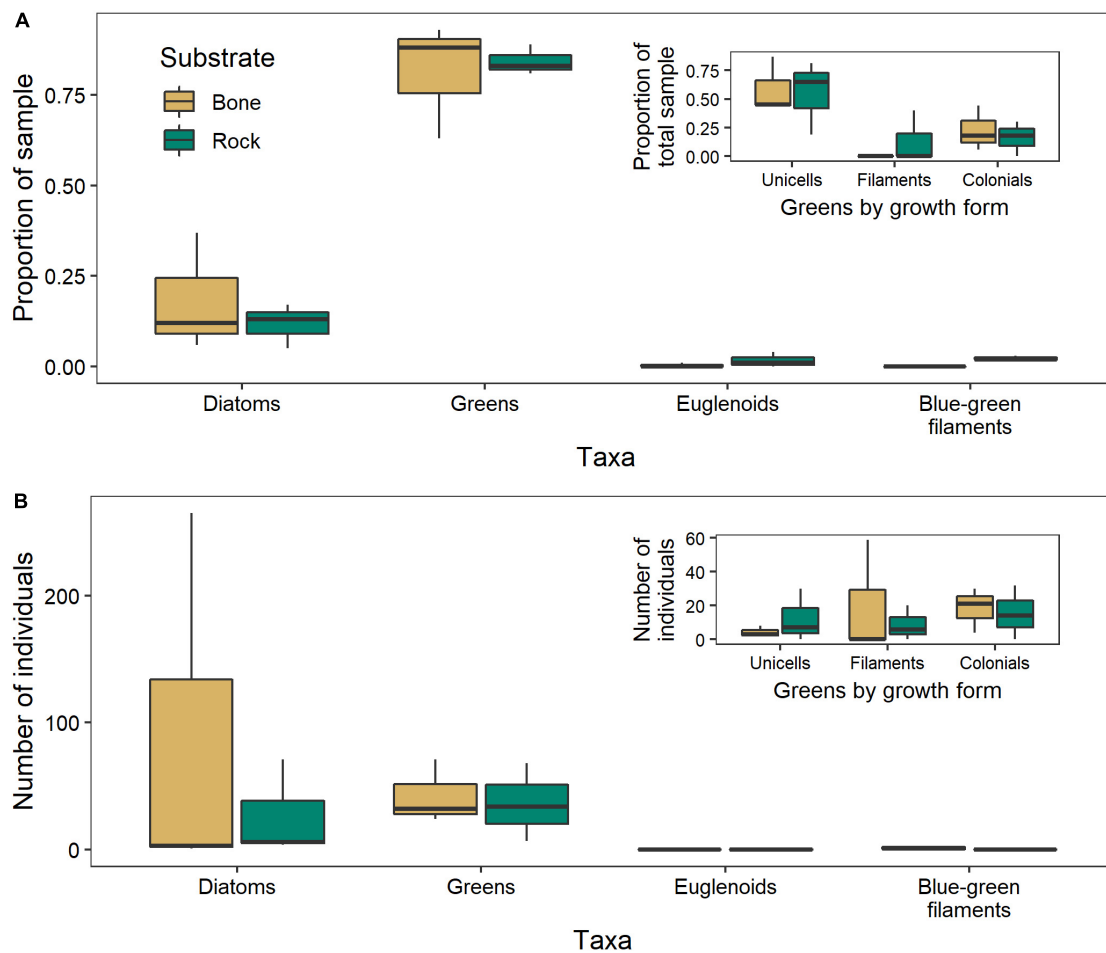 A
Substrate
Bone
Rock
Proportion of sample
0.75
0.50
0.25
0.00
Diatoms
Greens
Euglenoids
Blue-green
filaments
Taxa
Proportion of
total sample
0.75
0.50
0.25
0.00
Unicells
Filaments
Colonials
Greens by growth form
B
Number of individuals
200
100
0
Diatoms
Greens
Euglenoids
Blue-green
filaments
Taxa
Number of
individuals
60
40
20
0
Unicells
Filaments
Colonials
Greens by growth form